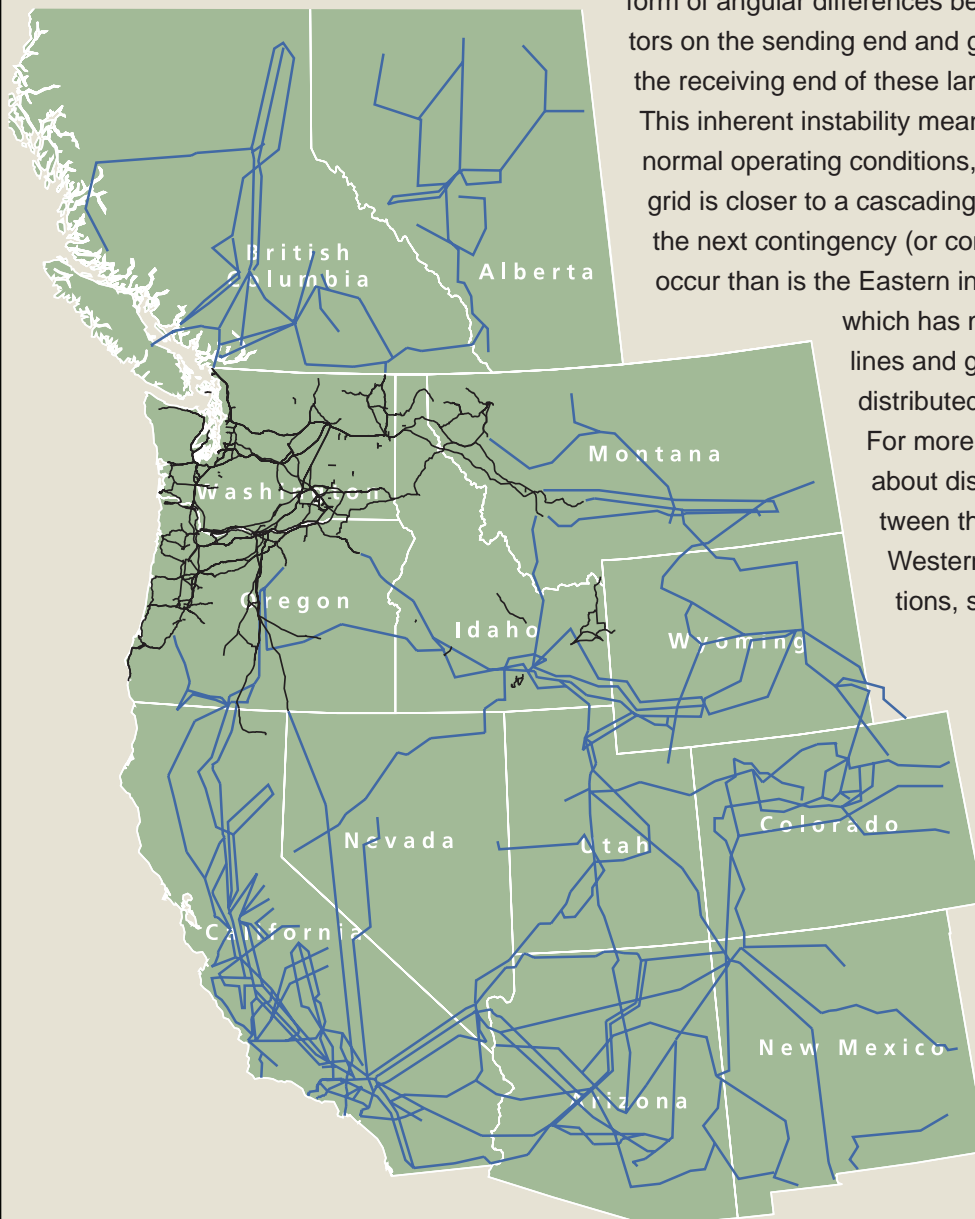 form of angular differences be
tors on the sending end and g
the receiving end of these lar
This inherent instability mean
normal operating conditions,
grid is closer to a cascading
the next contingency (or
occur than is the Eastern in
which has
lines and g
distributed
For more
about dis
tween th
Western
tions, s
British
Columbia
Alberta
Montana
Washington
Oregon
Idaho
Wyoming
Nevada
Utah
Colorado
California
New Mexico
Arizona